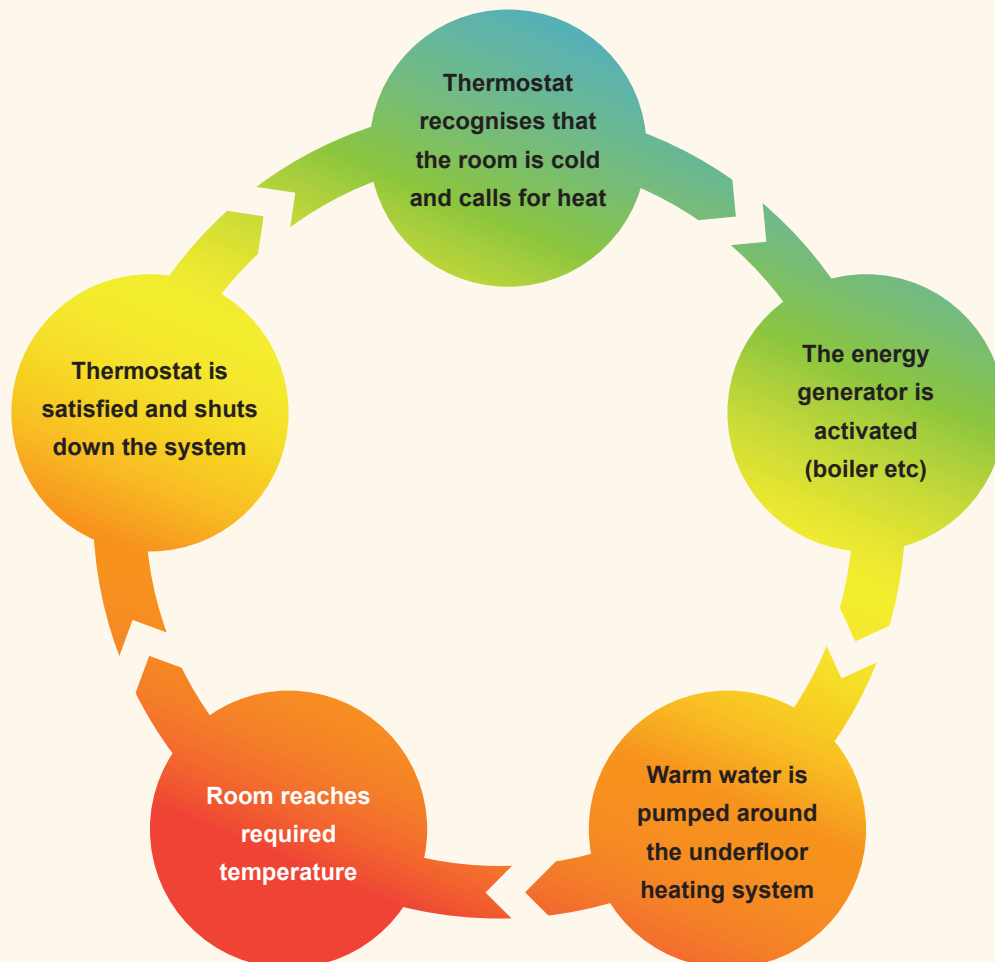 Thermostat
recognises that
the room is cold
and calls for heat
The energy
generator is
activated
(boiler etc)
Warm water is
pumped around
the underfloor
heating system
Room reaches
required
temperature
Thermostat is
satisfied and shuts
down the system